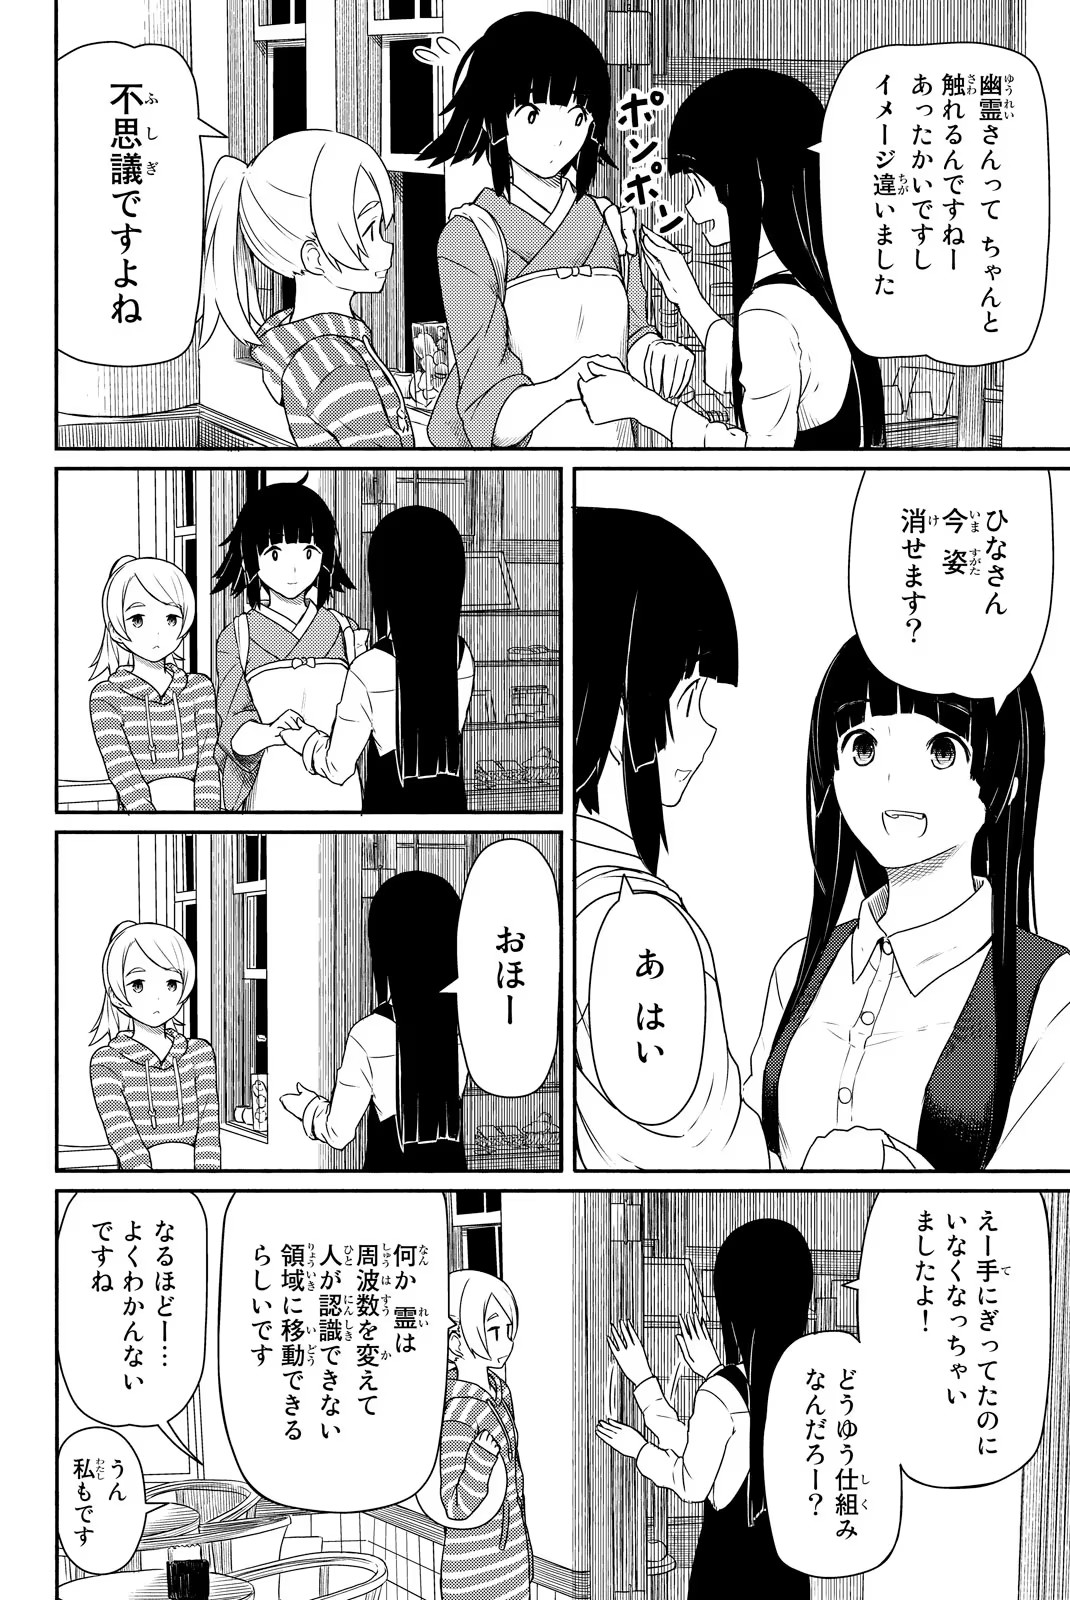 幽霊さんって ちゃんと
触れるんですねー
あったかいですし
イメージ違いました
ポンポン
不思議ですよね
ひなさん
今 姿
消せます?
あ はい
おほー
えー手にぎってたのに
いなくなっちゃい
ましたよ!
どうゆう仕組み
なんだろー?
何か 霊は
周波数を変えて
人が認識できない
領域に移動できる
らしいです
なるほどー…
よくわかんない
ですね
うん
私もです